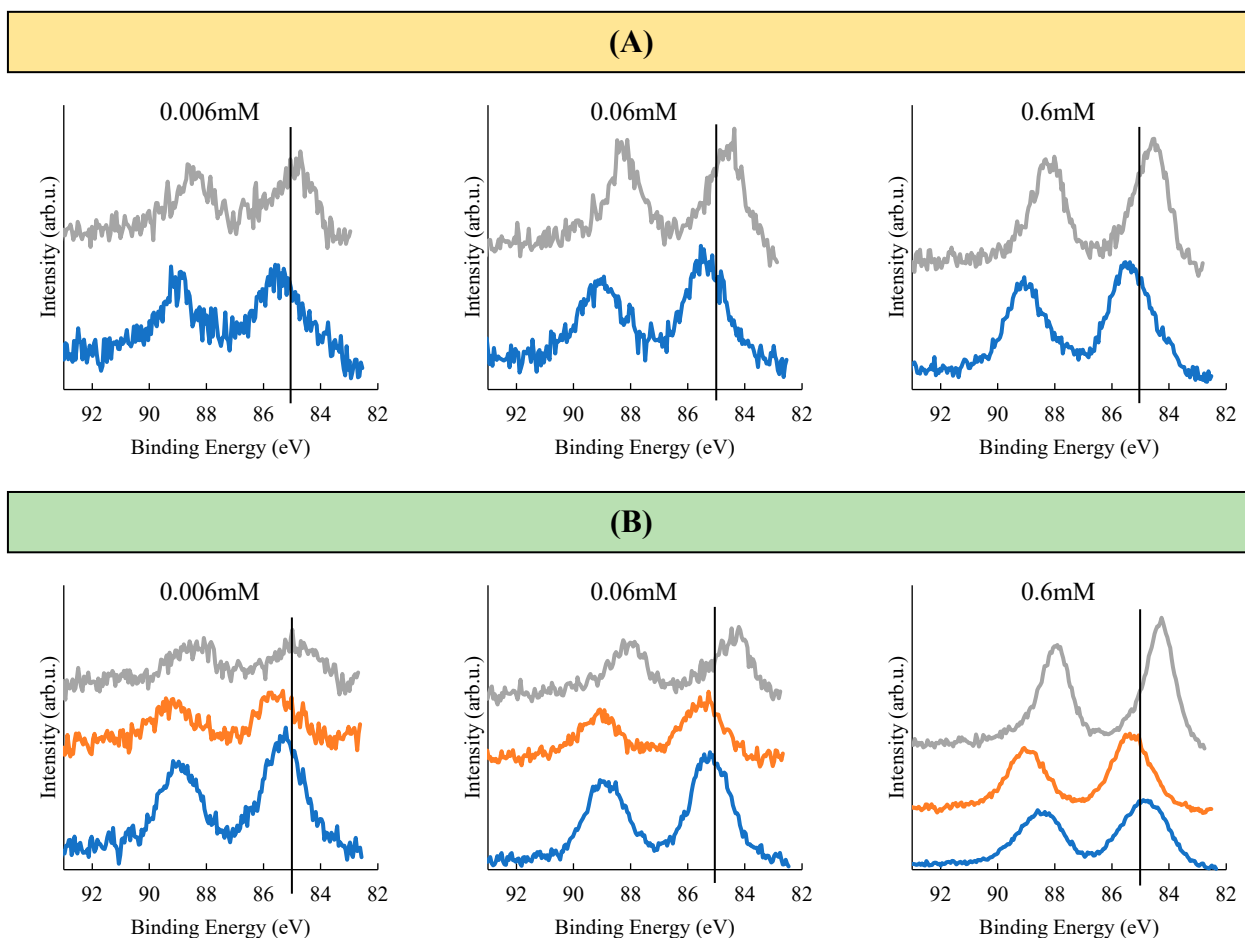 (A)
0.006mM 0.06mM 0.6mM
Intensity (arb.u.) Intensity (arb.u.) Intensity (arb.u.)
92 90 88 86 84 82 92 90 88 86 84 82 92 90 88 86 84 82
Binding Energy (eV) Binding Energy (eV) Binding Energy (eV)
(B)
0.006mM 0.06mM 0.6mM
Intensity (arb.u.) Intensity (arb.u.) Intensity (arb.u.)
92 90 88 86 84 82 92 90 88 86 84 82 92 90 88 86 84 82
Binding Energy (eV) Binding Energy (eV) Binding Energy (eV)